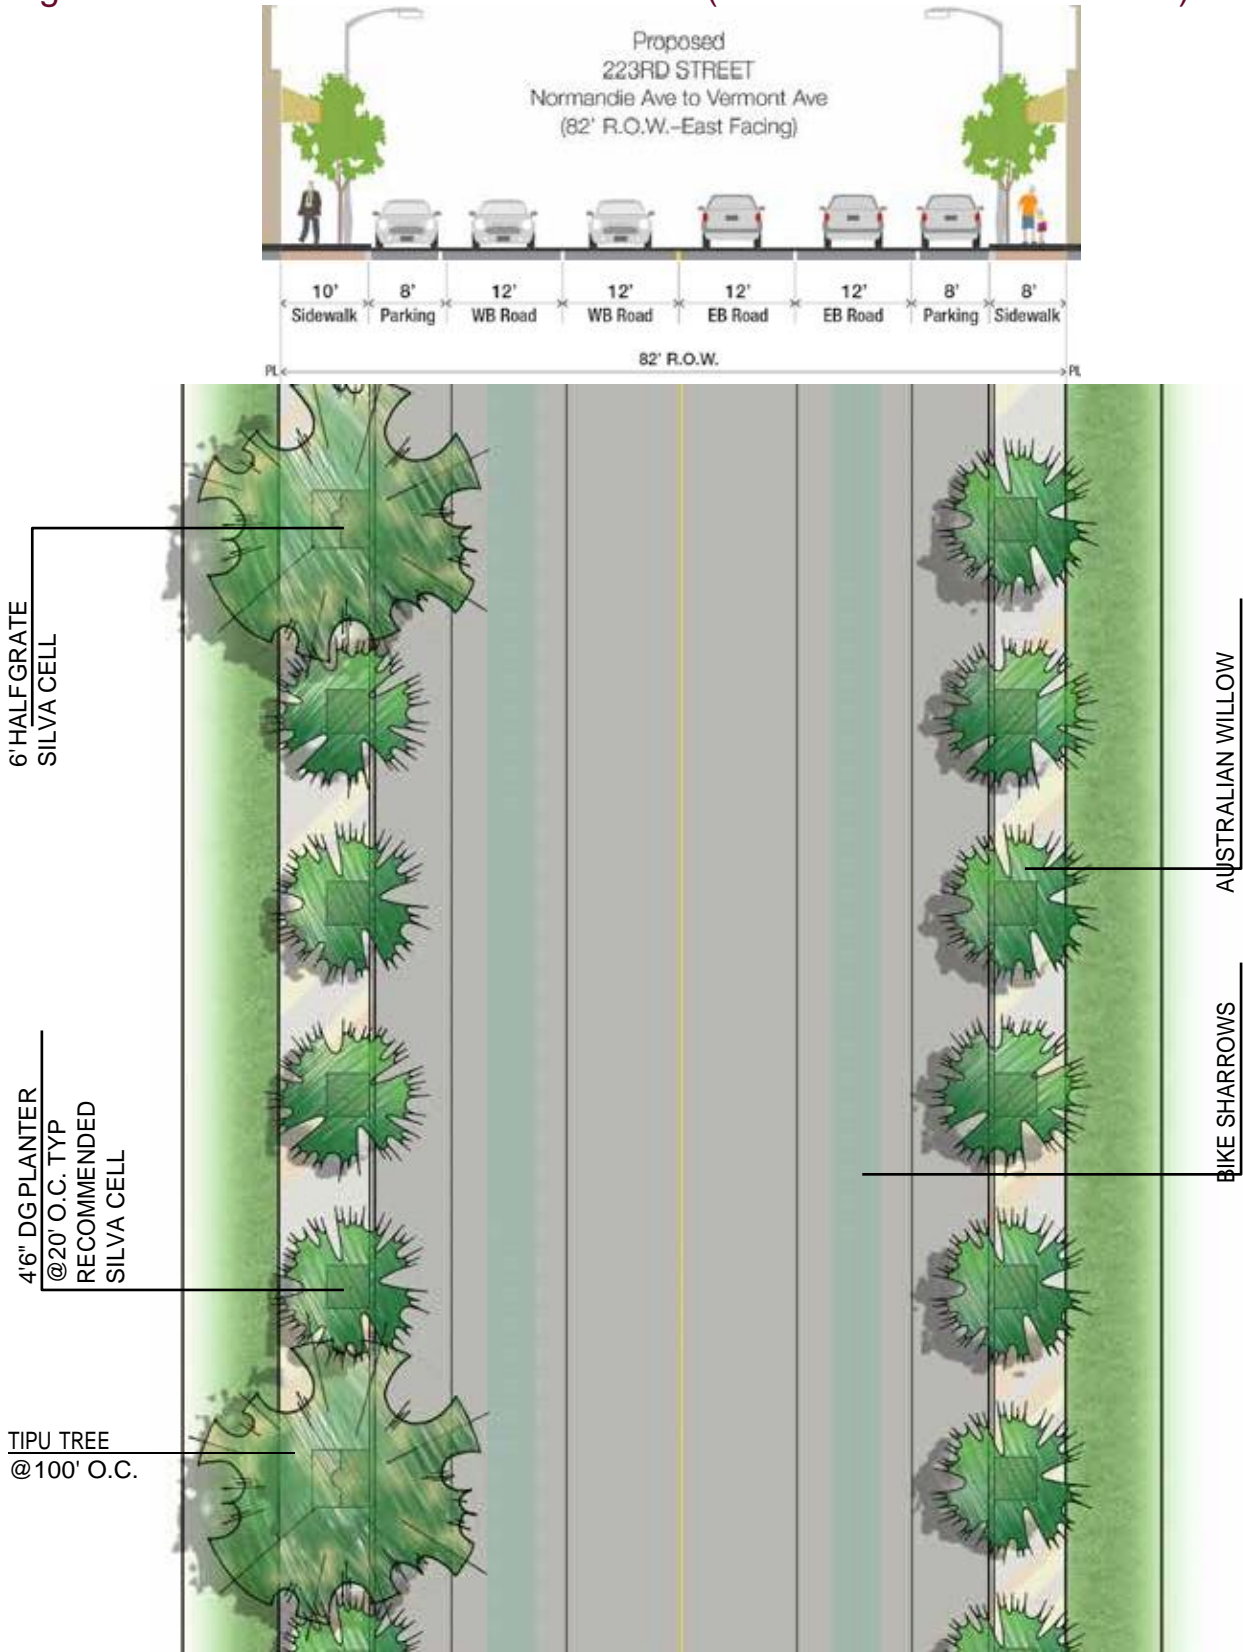 Proposed
223RD STREET
Normandie Ave to Vermont Ave
(82' R.O.W.–East Facing)
10' 8' 12' 12' 12' 12' 8' 8'
Sidewalk Parking WB Road WB Road EB Road EB Road Parking Sidewalk
82' R.O.W.
PL PL
6' HALF GRATE
SILVA CELL
AUSTRALIAN WILLOW
4'6" DG PLANTER
@20' O.C. TYP
RECOMMENDED
SILVA CELL
BIKE SHARROWS
TIPU TREE
@100' O.C.